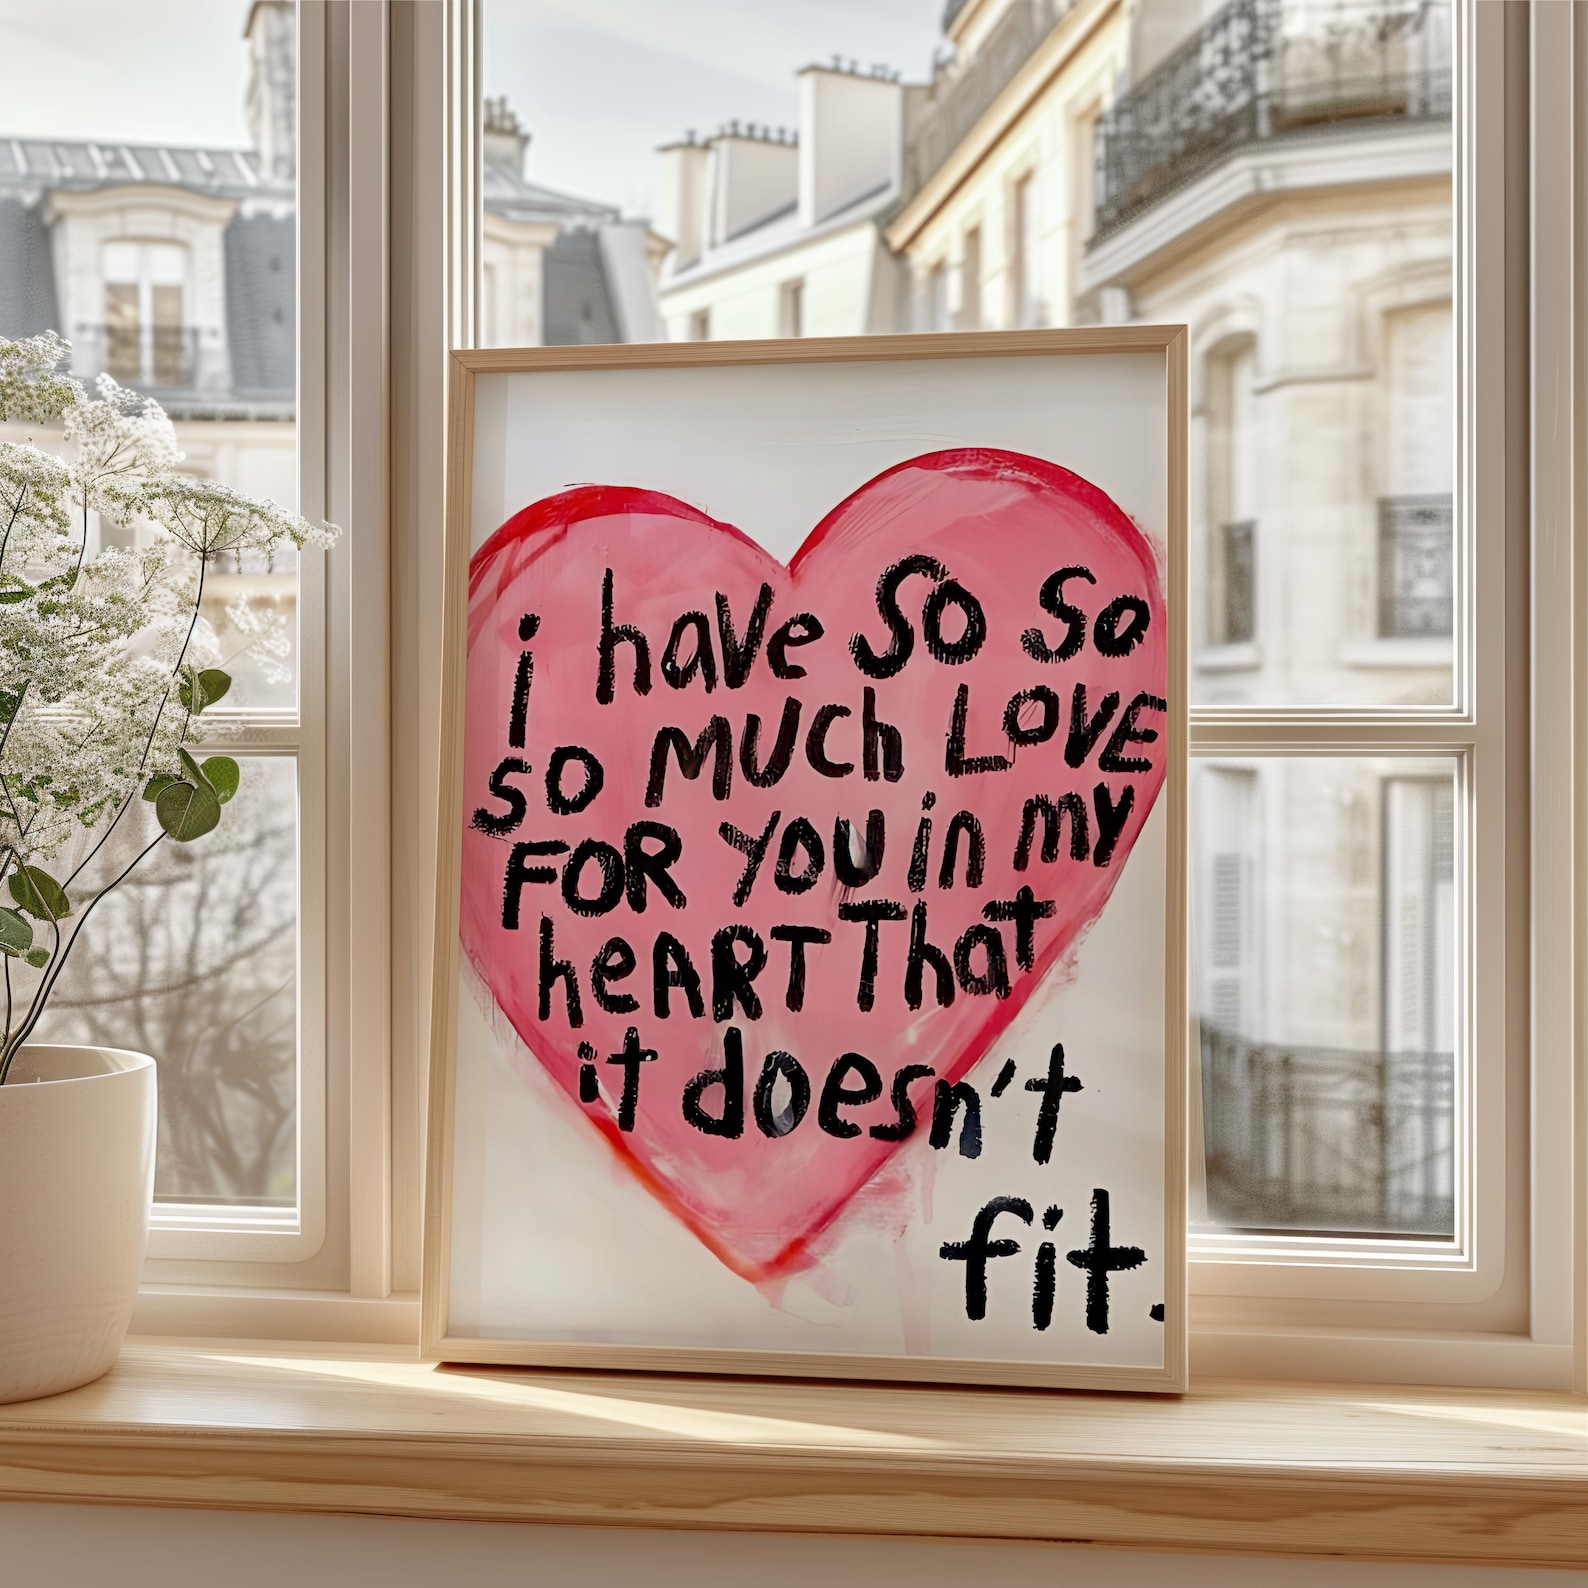 i have so so
so MUCH LOVE
FOR YOU in my
heART That
it doesn't
fit.